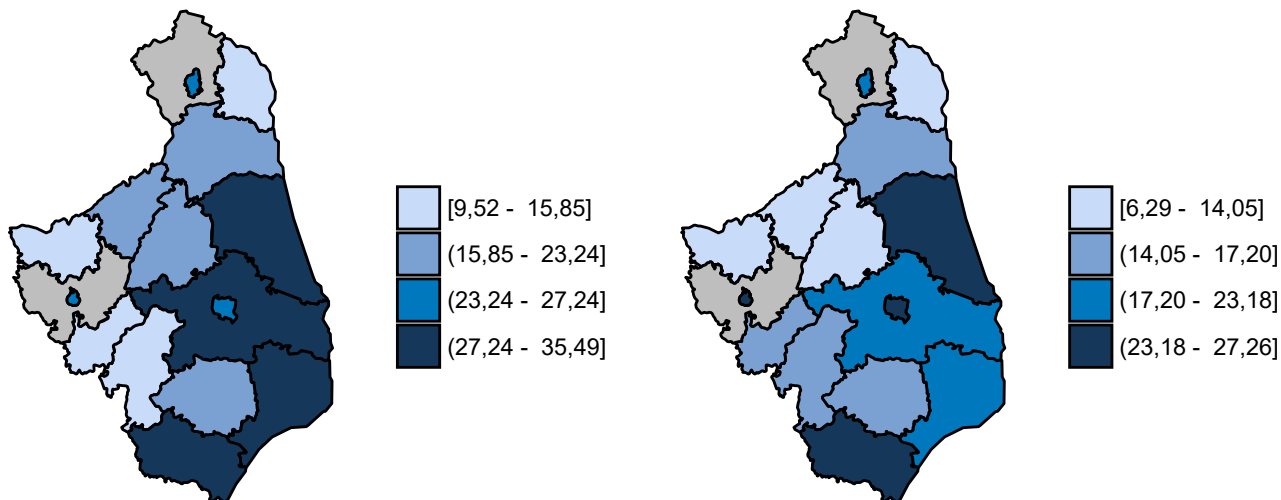 [9,52 - 15,85]
(15,85 - 23,24]
(23,24 - 27,24]
(27,24 - 35,49]
[6,29 - 14,05]
(14,05 - 17,20]
(17,20 - 23,18]
(23,18 - 27,26]